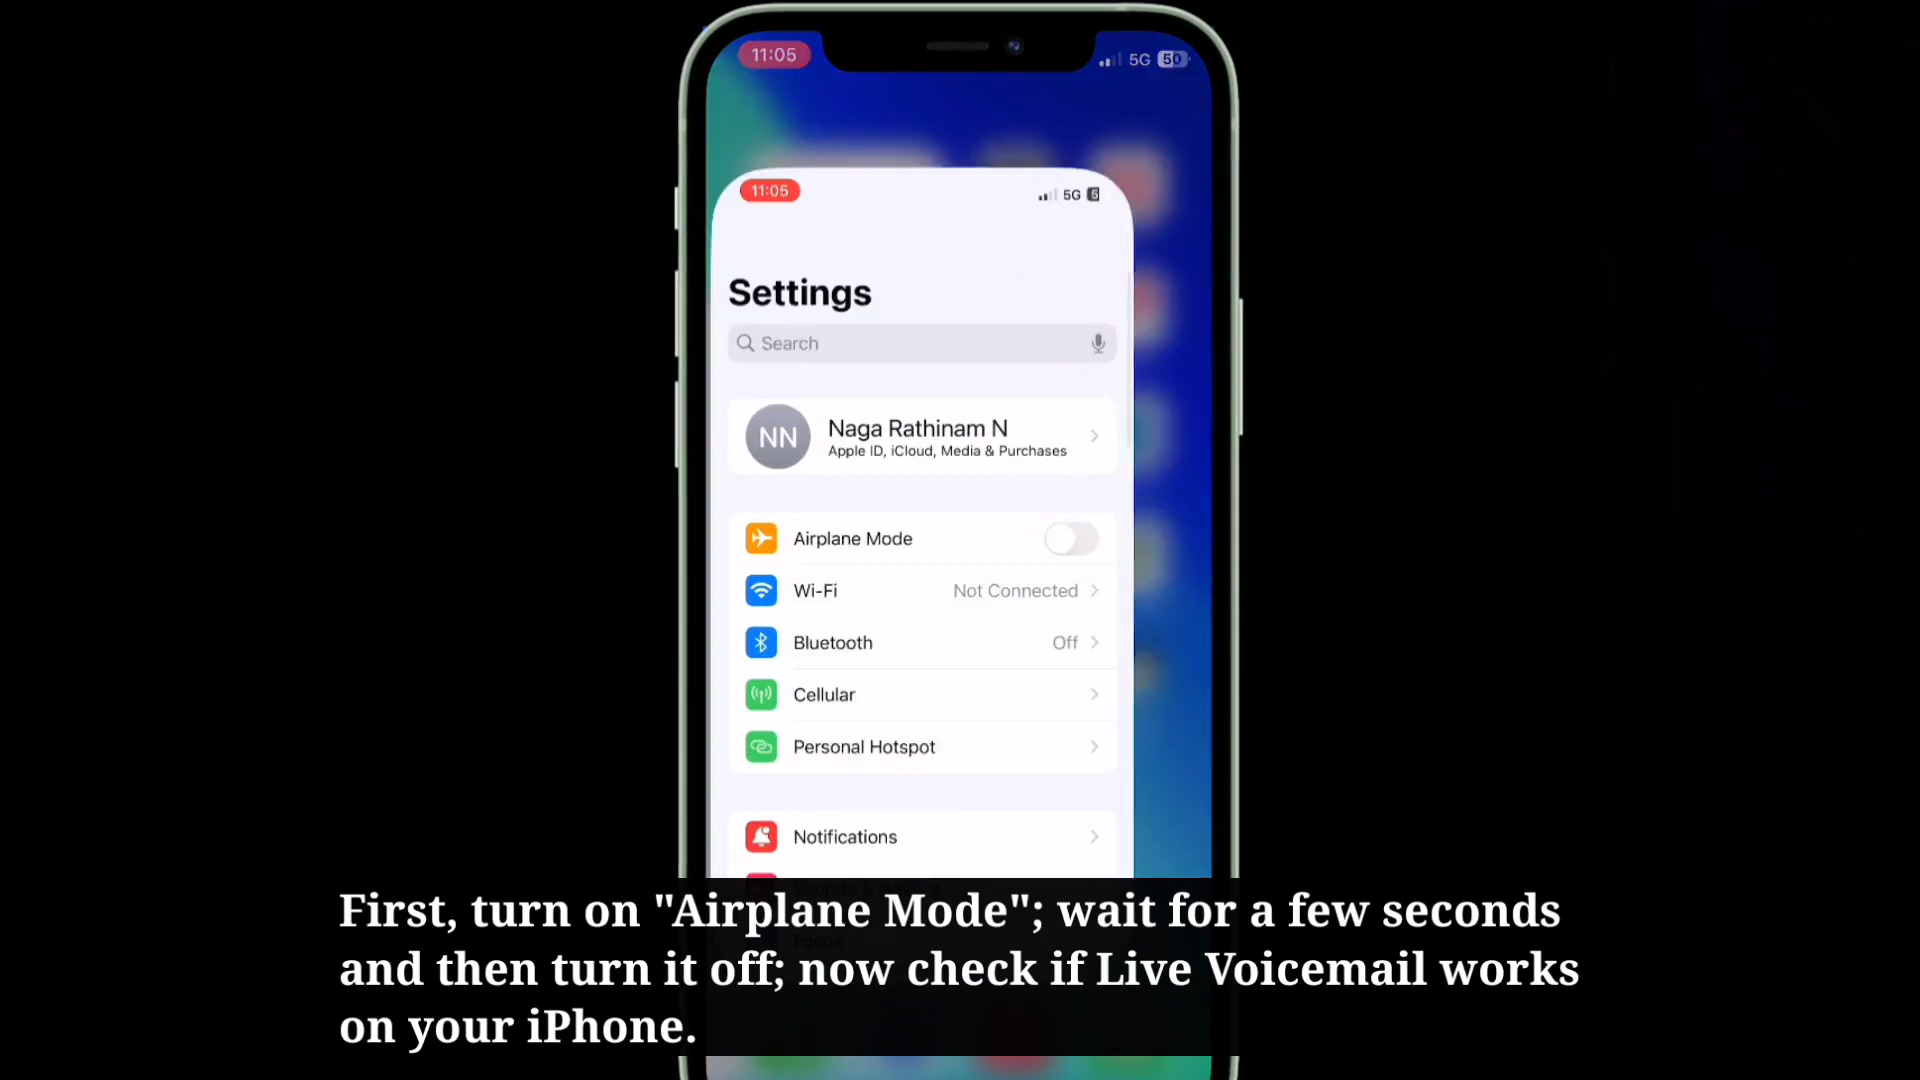 11:05
5G 50
11:05
5G
Settings
Search
NN
Naga Rathinam N
Apple ID, iCloud, Media & Purchases
Airplane Mode
Wi-Fi
Not Connected
Bluetooth
Off
Cellular
Personal Hotspot
Notifications
First, turn on "Airplane Mode"; wait for a few seconds
and then turn it off; now check if Live Voicemail works
on your iPhone.